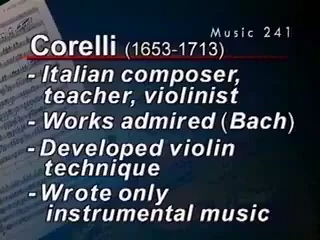 Music 241
Corelli (1653-1713)
- Italian composer,
teacher, violinist
- Works admired (Bach)
- Developed violin
technique
- Wrote only
instrumental music